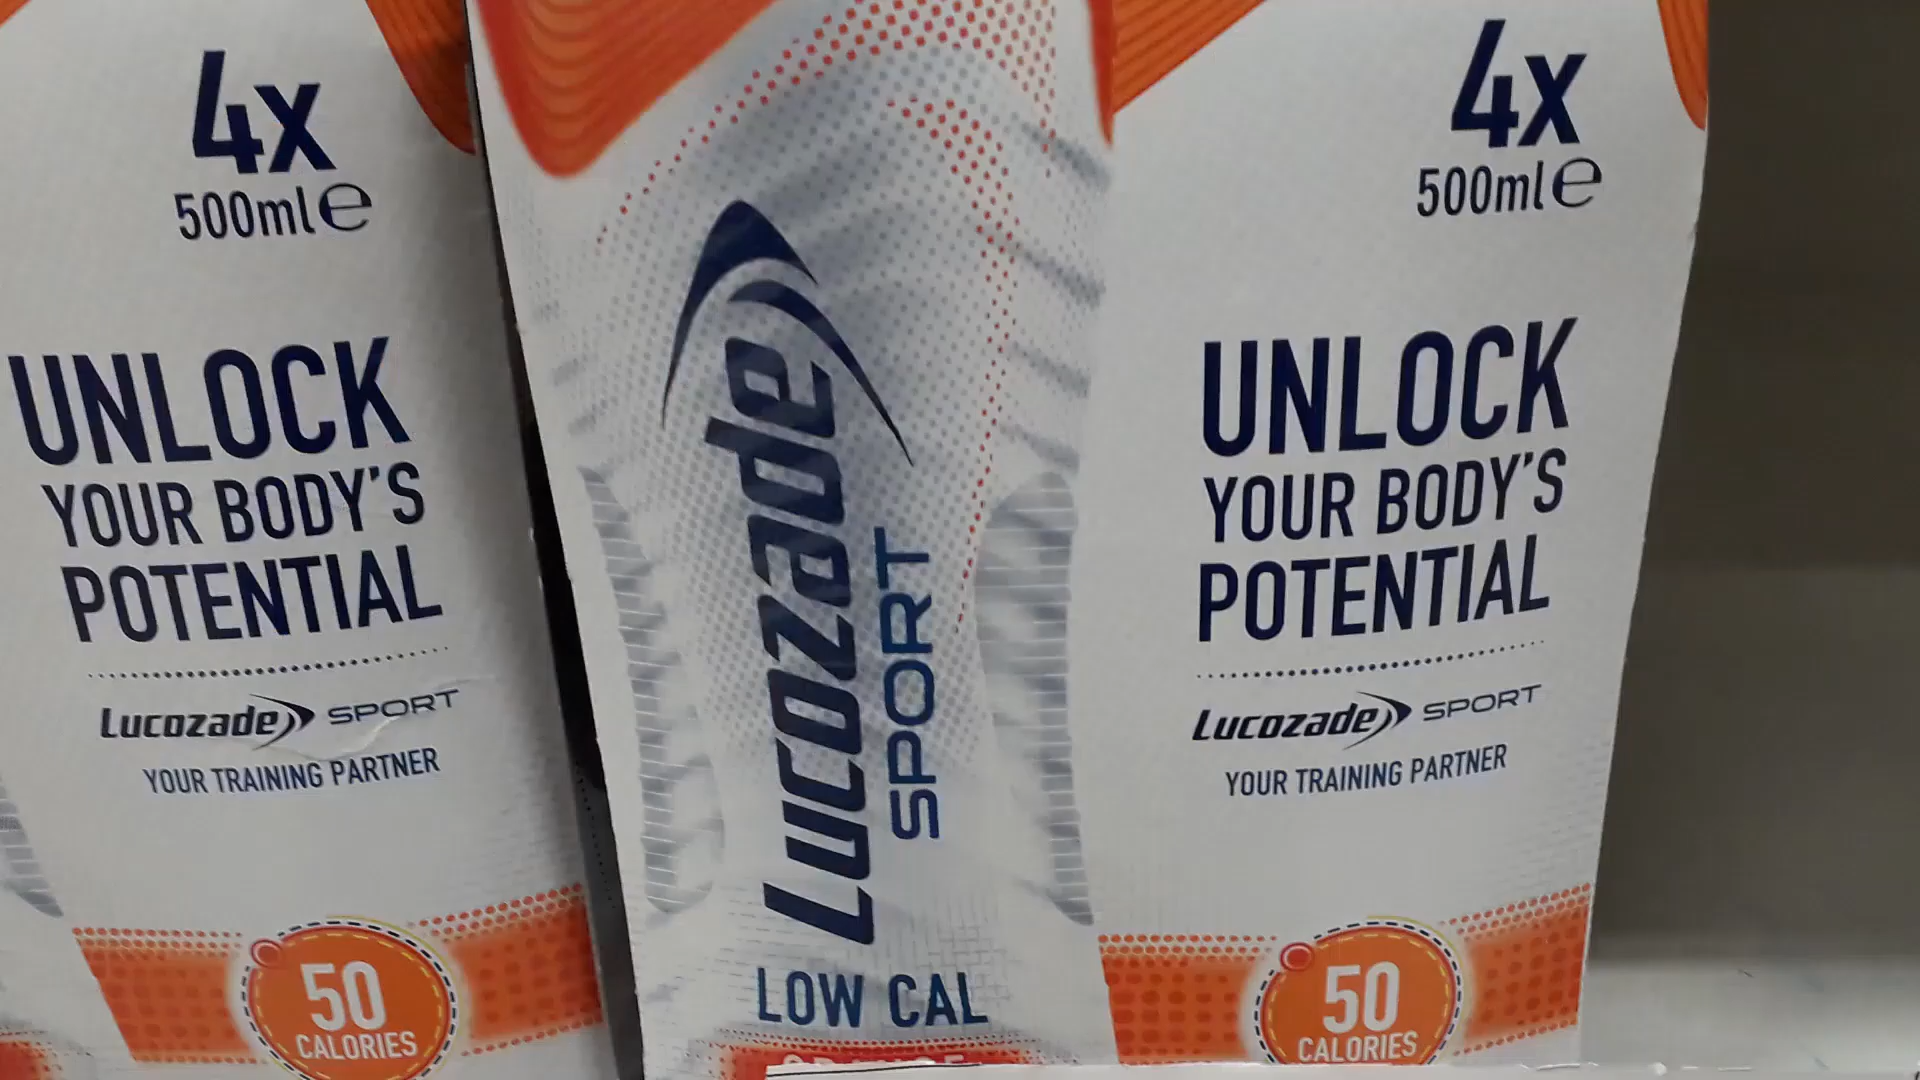 4x
500ml e
UNLOCK
YOUR BODY'S
POTENTIAL
Lucozade SPORT
YOUR TRAINING PARTNER
50
CALORIES
Lucozade
SPORT
LOW CAL
4x
500ml e
UNLOCK
YOUR BODY'S
POTENTIAL
Lucozade SPORT
YOUR TRAINING PARTNER
50
CALORIES